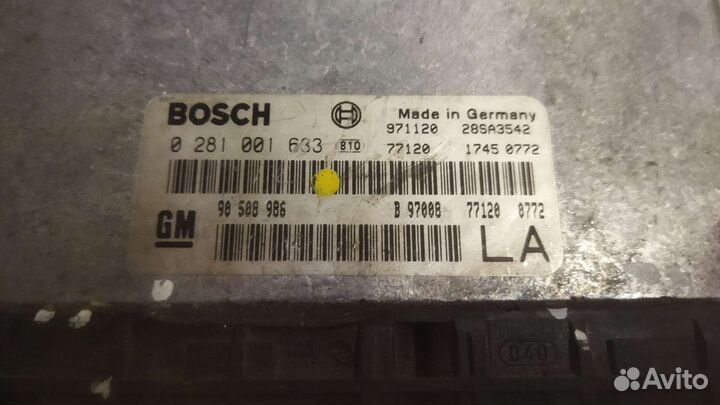 BOSCH
Made in Germany
971120 28SA3542
0 281 001 633 810
77120 1745 0772
GM
90 508 986 B 97008 77120 0772
LA
040
Avito